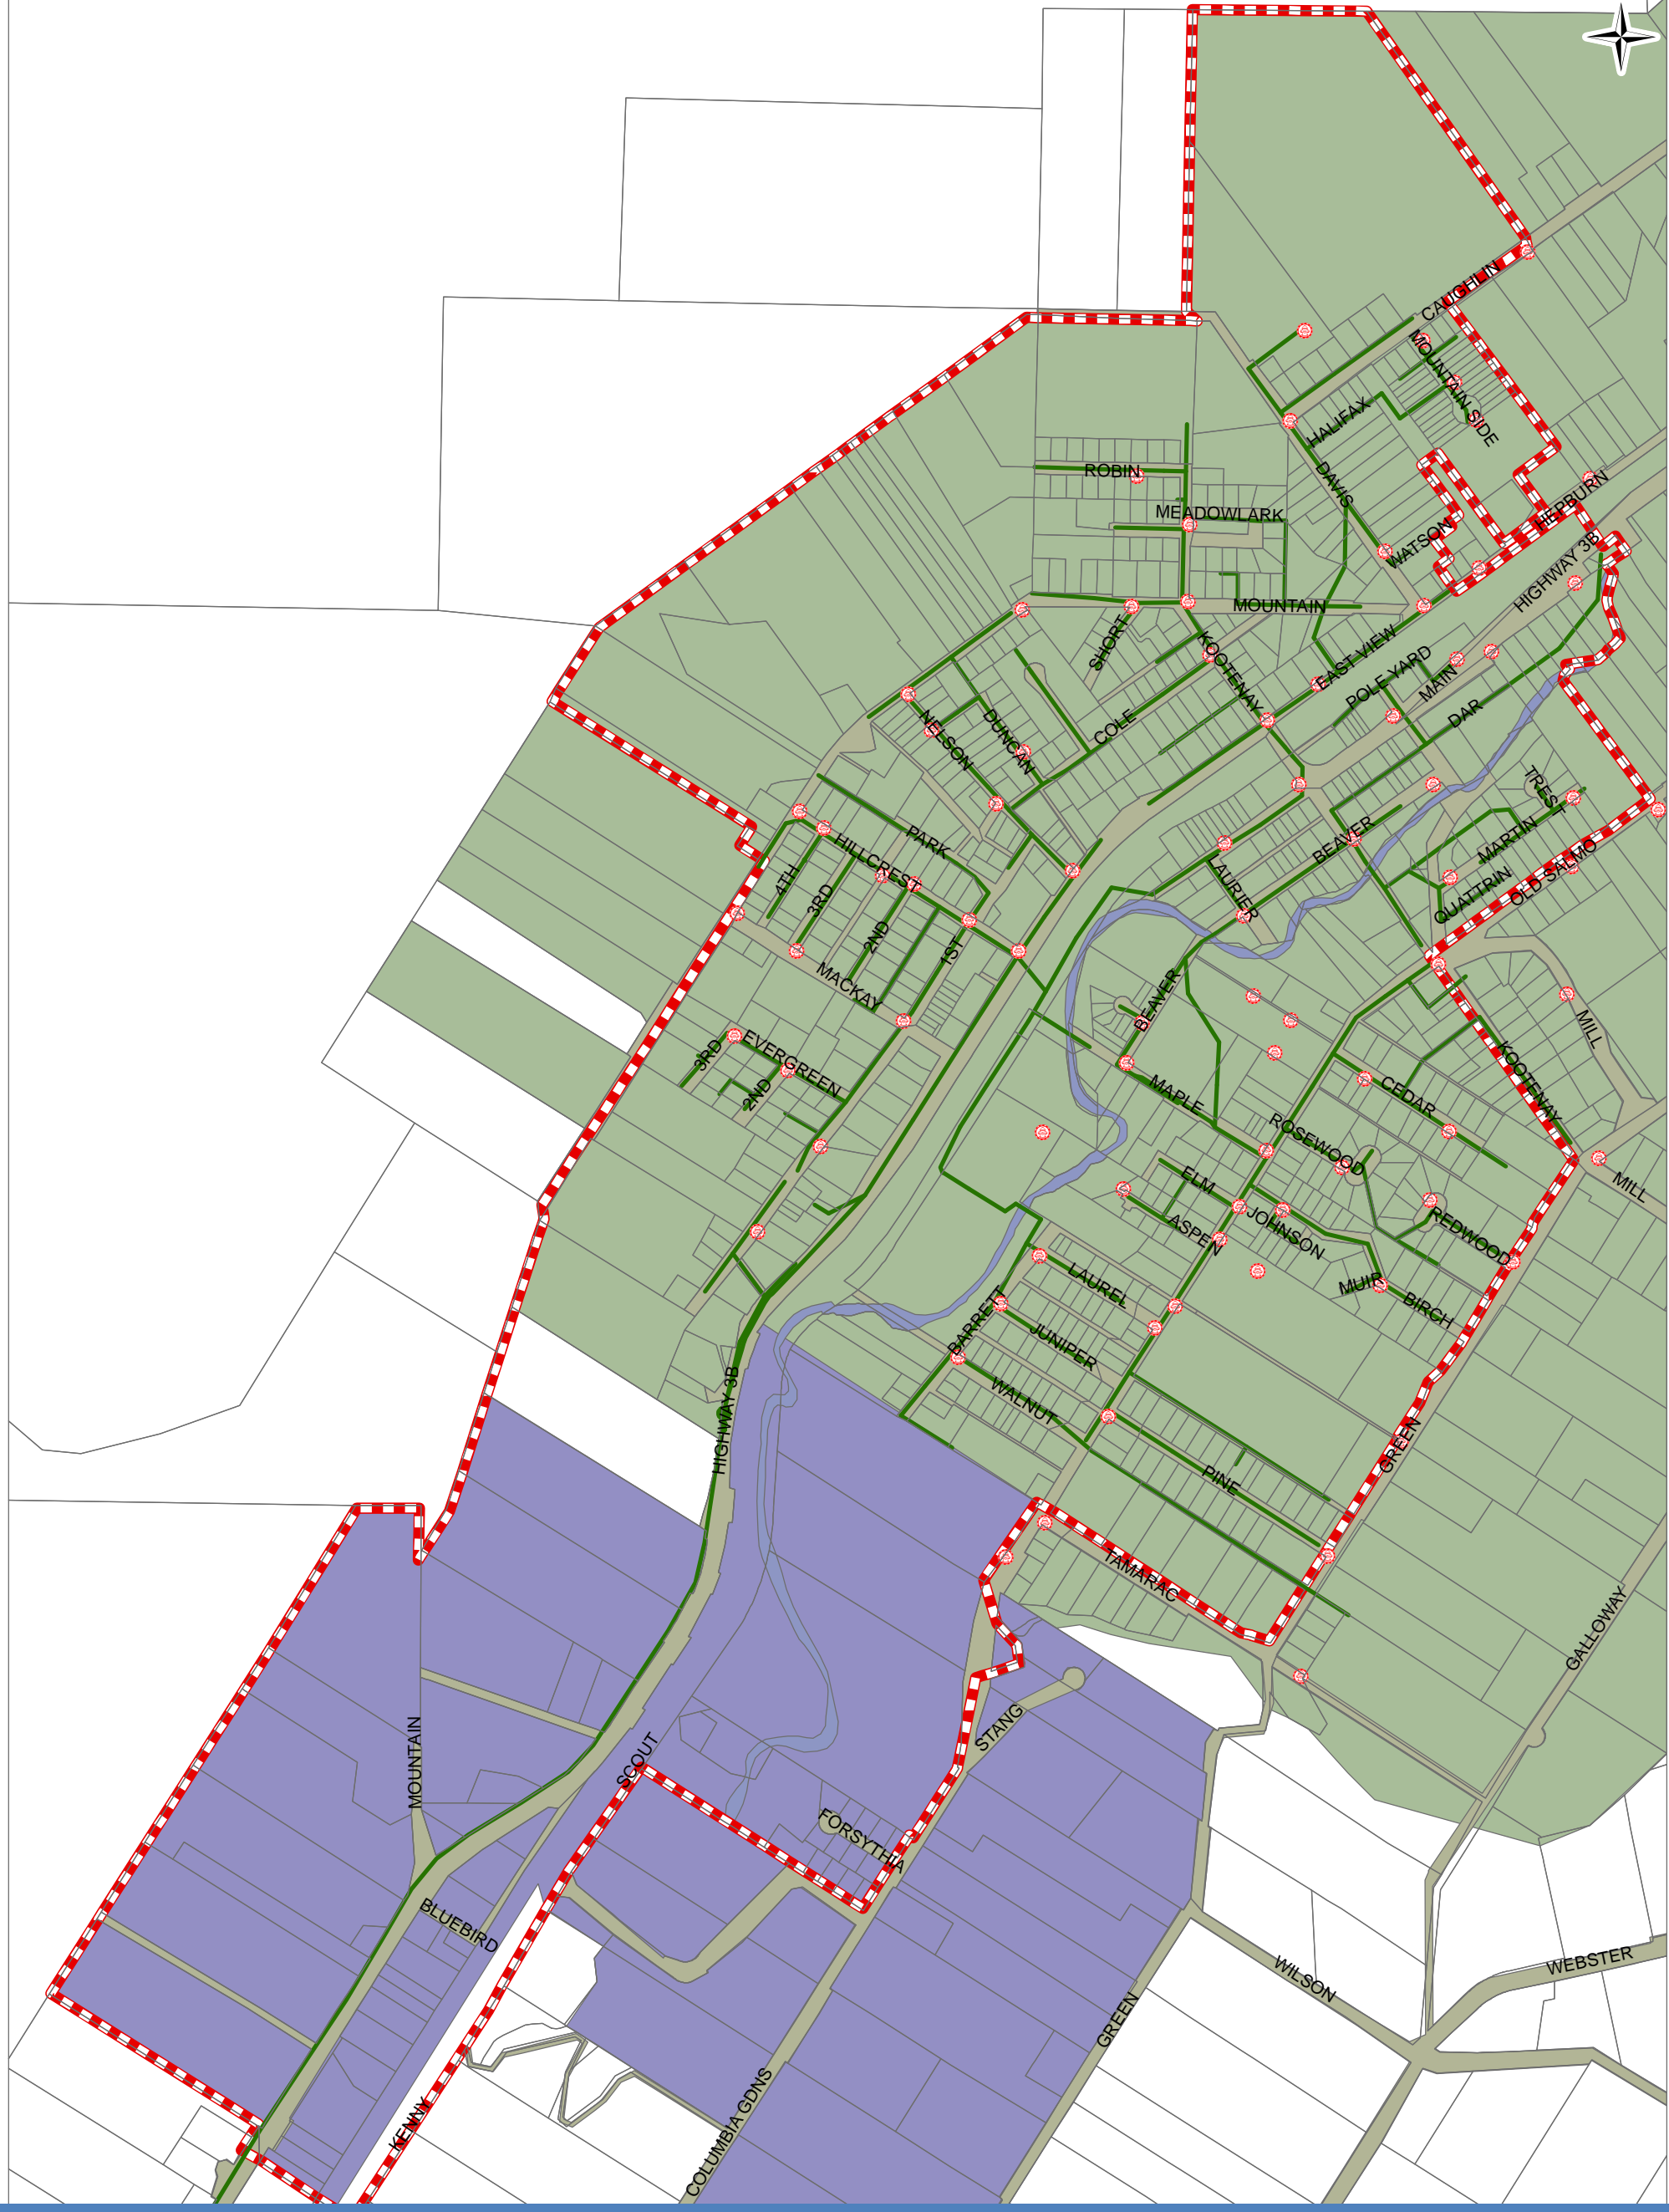 CAUGHLIN
MOUNTAIN SIDE
HALIFAX
DAVIS
ROBIN
MEADOWLARK
HEPBURN
WATSON
HIGHWAY 3B
MOUNTAIN
SHORT
KOOTENAY
EAST VIEW
POLE YARD
MAIN
DAR
COLE
DUNCAN
NELSON
TREST
MARTIN
BEAVER
PARK
HILLCREST
4TH
3RD
2ND
1ST
LAURIER
QUATTRIN
OLD SALMO
MACKAY
BEAVER
MILL
3RD
EVERGREEN
2ND
KOOTENAY
MAPLE
CEDAR
ROSEWOOD
ELM
ASPEN
JOHNSON
MILL
REDWOOD
LAUREL
MUIR
BIRCH
BARRETT
JUNIPER
HIGHWAY 3B
WALNUT
GREEN
PINE
TAMARAC
GALLOWAY
STANG
MOUNTAIN
SCOUT
FORSYTHIA
BLUEBIRD
WEBSTER
WILSON
GREEN
KENNY
COLUMBIA GDNS